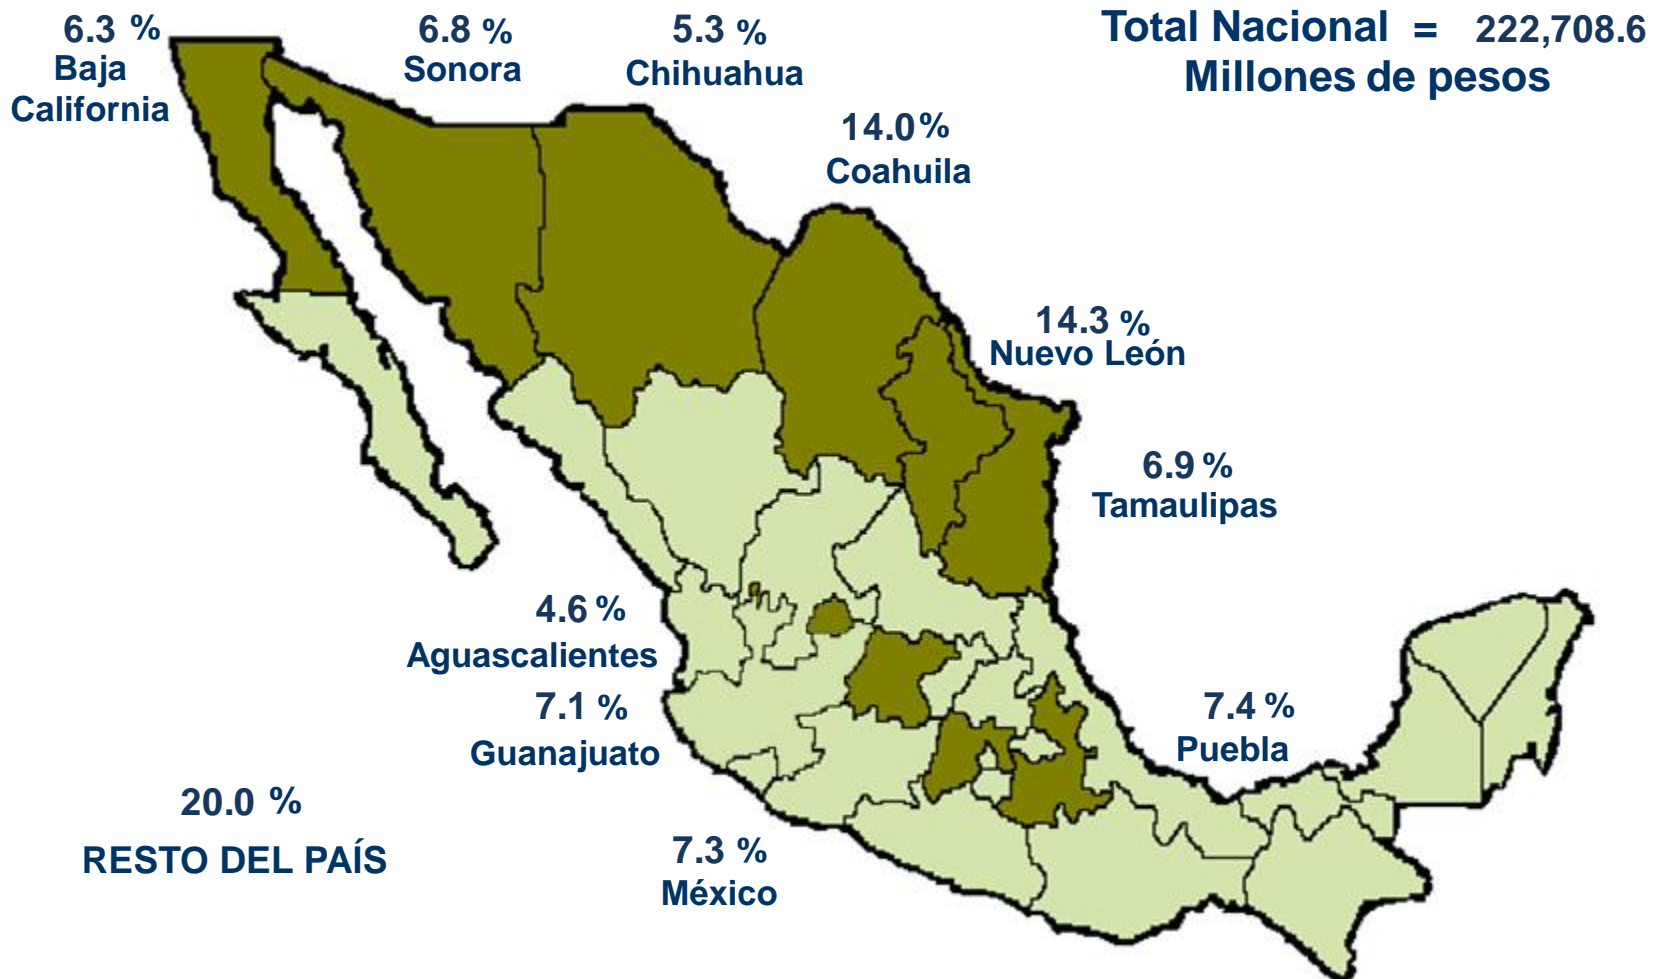 6.3 %
Baja
California
6.8 %
Sonora
5.3 %
Chihuahua
Total Nacional = 222,708.6
Millones de pesos
14.0%
Coahuila
14.3 %
Nuevo León
6.9 %
Tamaulipas
4.6 %
Aguascalientes
7.1 %
Guanajuato
7.4 %
Puebla
20.0 %
RESTO DEL PAÍS
7.3 %
México